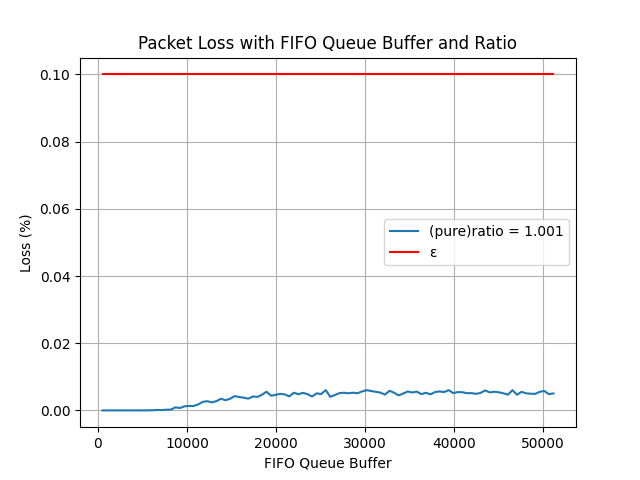 Packet Loss with FIFO Queue Buffer and Ratio
0.10
0.08
0.06
0.04
0.02
0.00
Loss (%)
(pure)ratio = 1.001
ε
0 10000 20000 30000 40000 50000
FIFO Queue Buffer